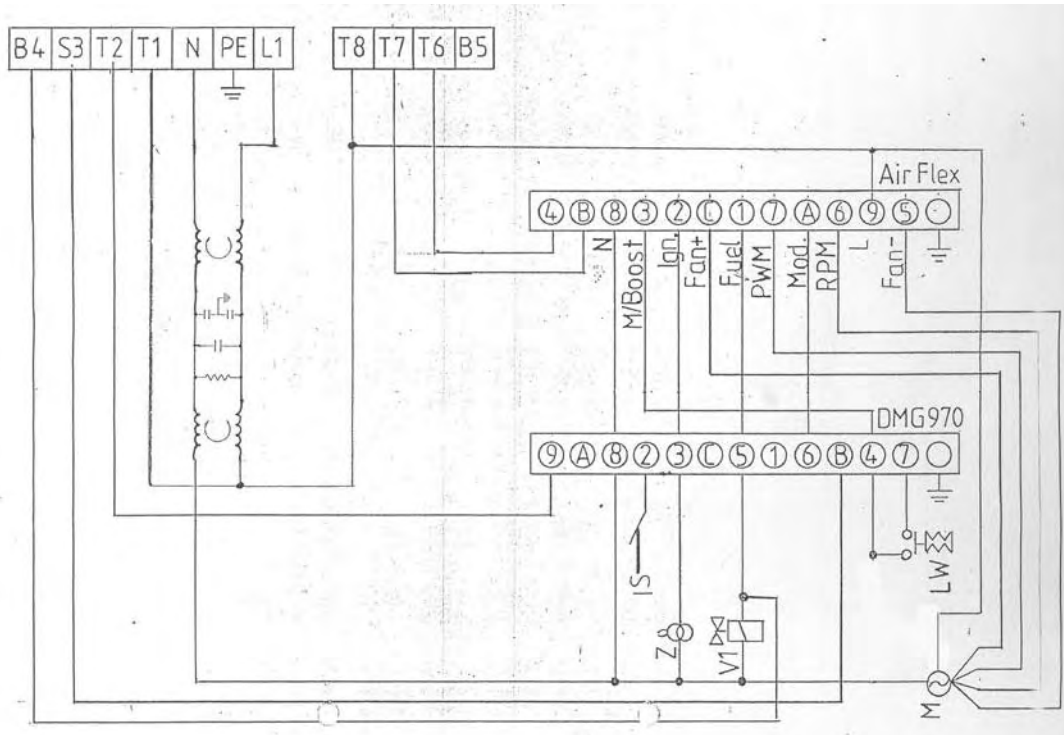 B4 S3 T2 T1 N PE L1 T8 T7 T6 B5
Air Flex
4 B 8 3 2 C 1 7 A 6 9 5
N M/Boost Ign. Fan+ Fuel PWM Mod. RPM L Fan-
DMG970
9 A 8 2 3 C 5 1 6 B 4 7
IS Z V1 LW M